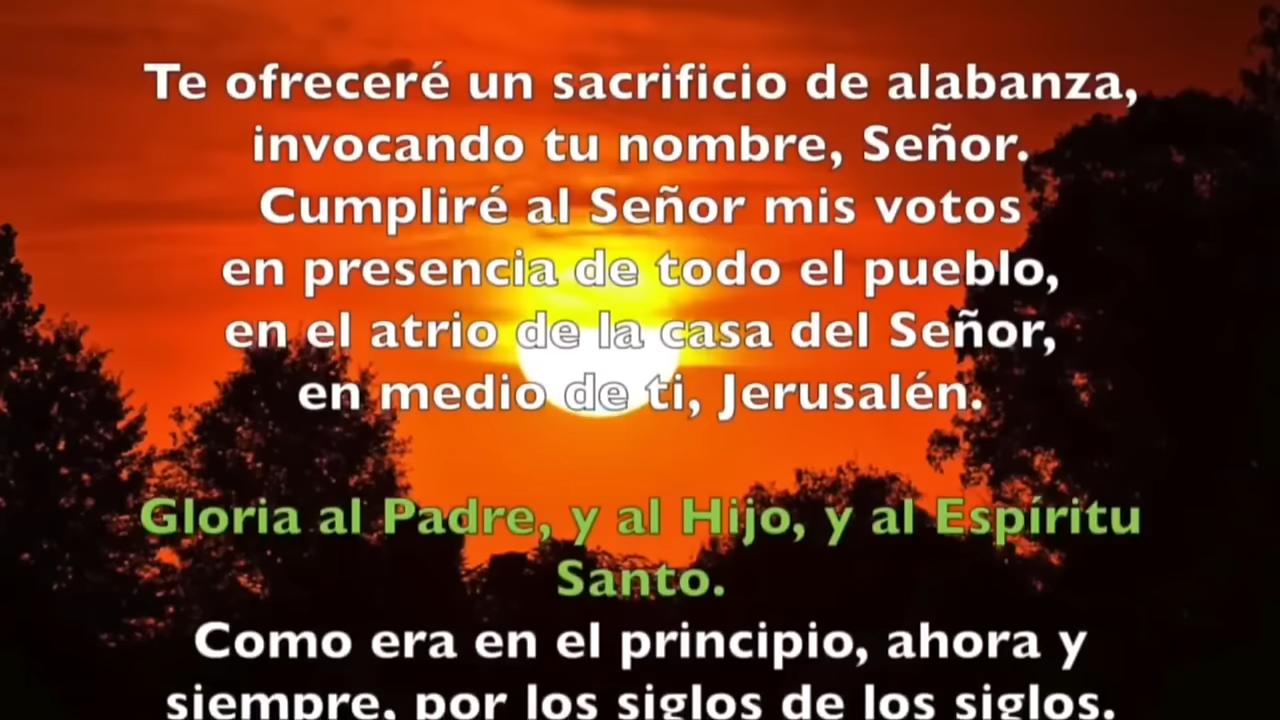 Te ofreceré un sacrificio de alabanza,
invocando tu nombre, Señor.
Cumpliré al Señor mis votos
en presencia de todo el pueblo,
en el atrio de la casa del Señor,
en medio de ti, Jerusalén.
Gloria al Padre, y al Hijo, y al Espíritu
Santo.
Como era en el principio, ahora y
siempre, por los siglos de los siglos.